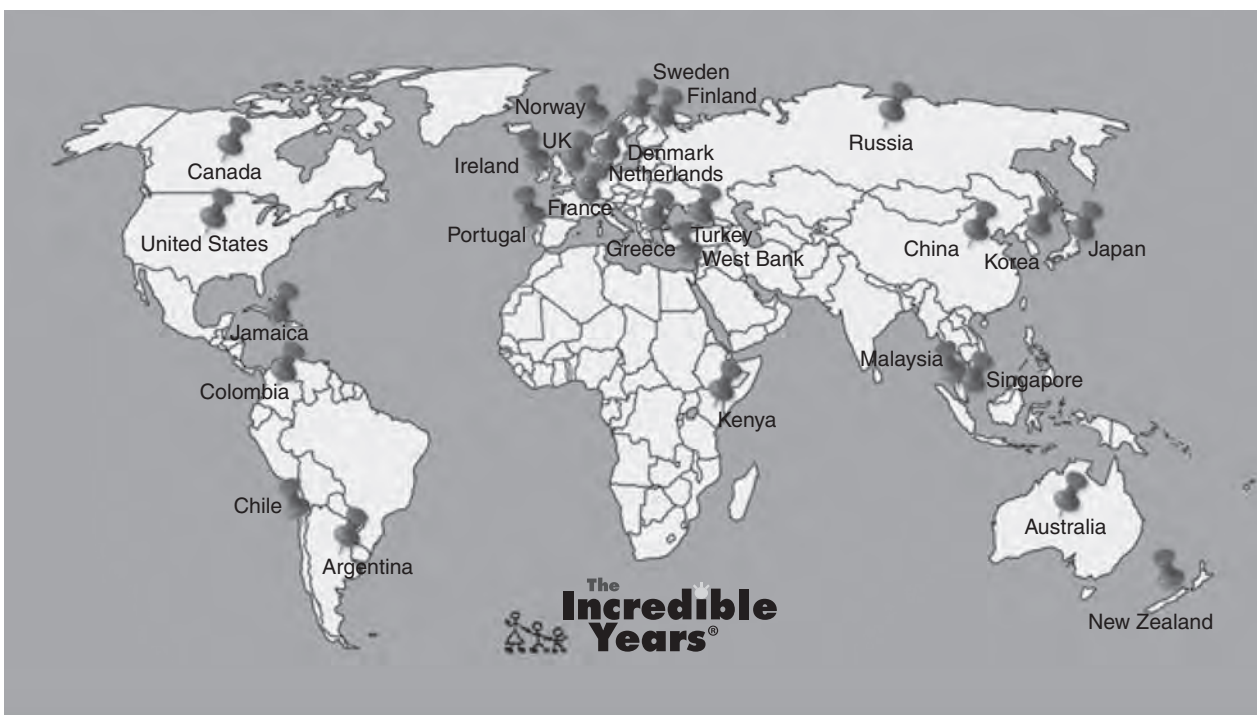 Sweden
Finland
Norway
UK
Denmark
Ireland
Netherlands
Russia
Canada
France
Portugal
Greece
Turkey
West Bank
United States
China
Korea
Japan
Jamaica
Colombia
Malaysia
Singapore
Kenya
Chile
Argentina
Australia
New Zealand
The
Incredible
Years®